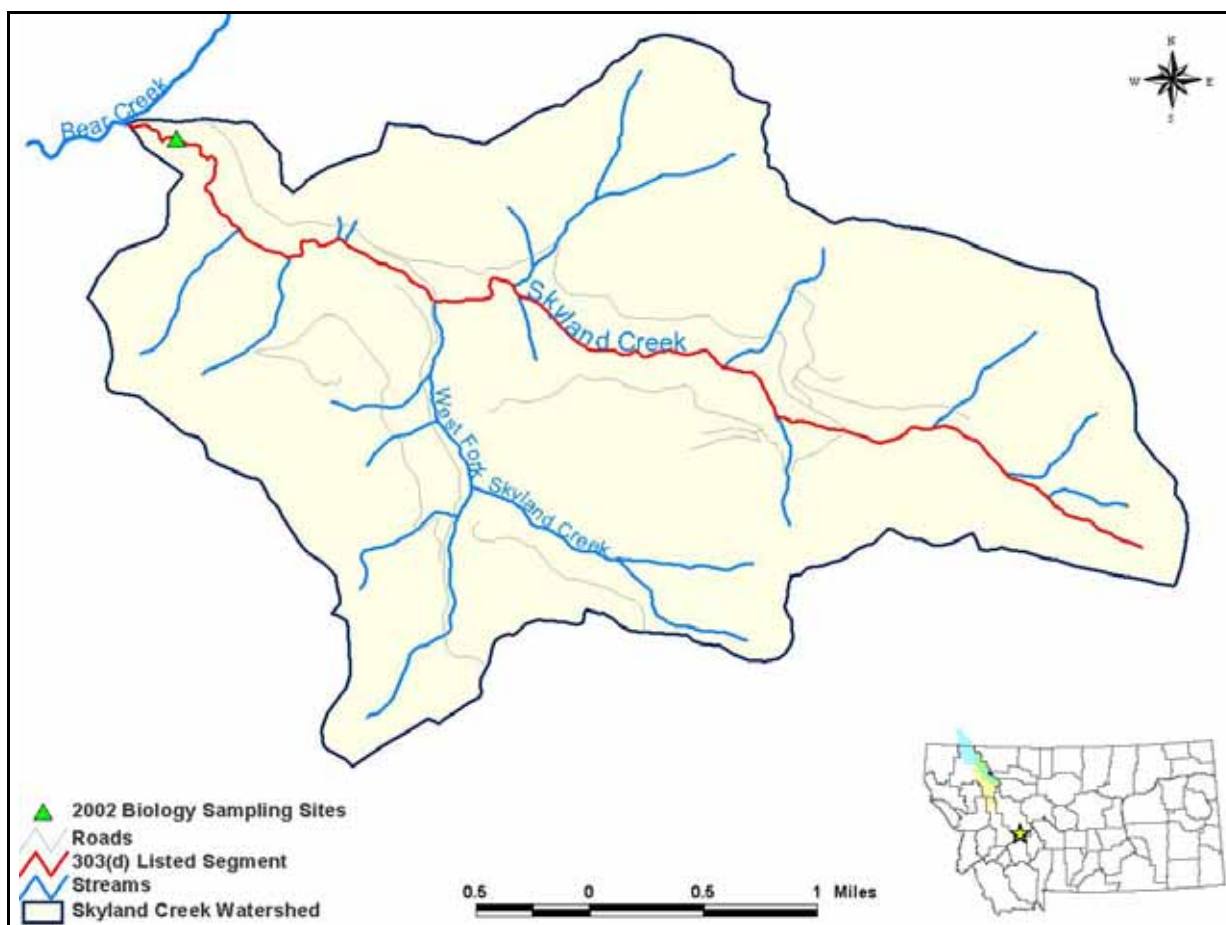 Bear Creek
N
W E
S
Skyland Creek
West Fork Skyland Creek
2002 Biology Sampling Sites
Roads
303(d) Listed Segment
Streams
Skyland Creek Watershed
0.5 0 0.5 1 Miles